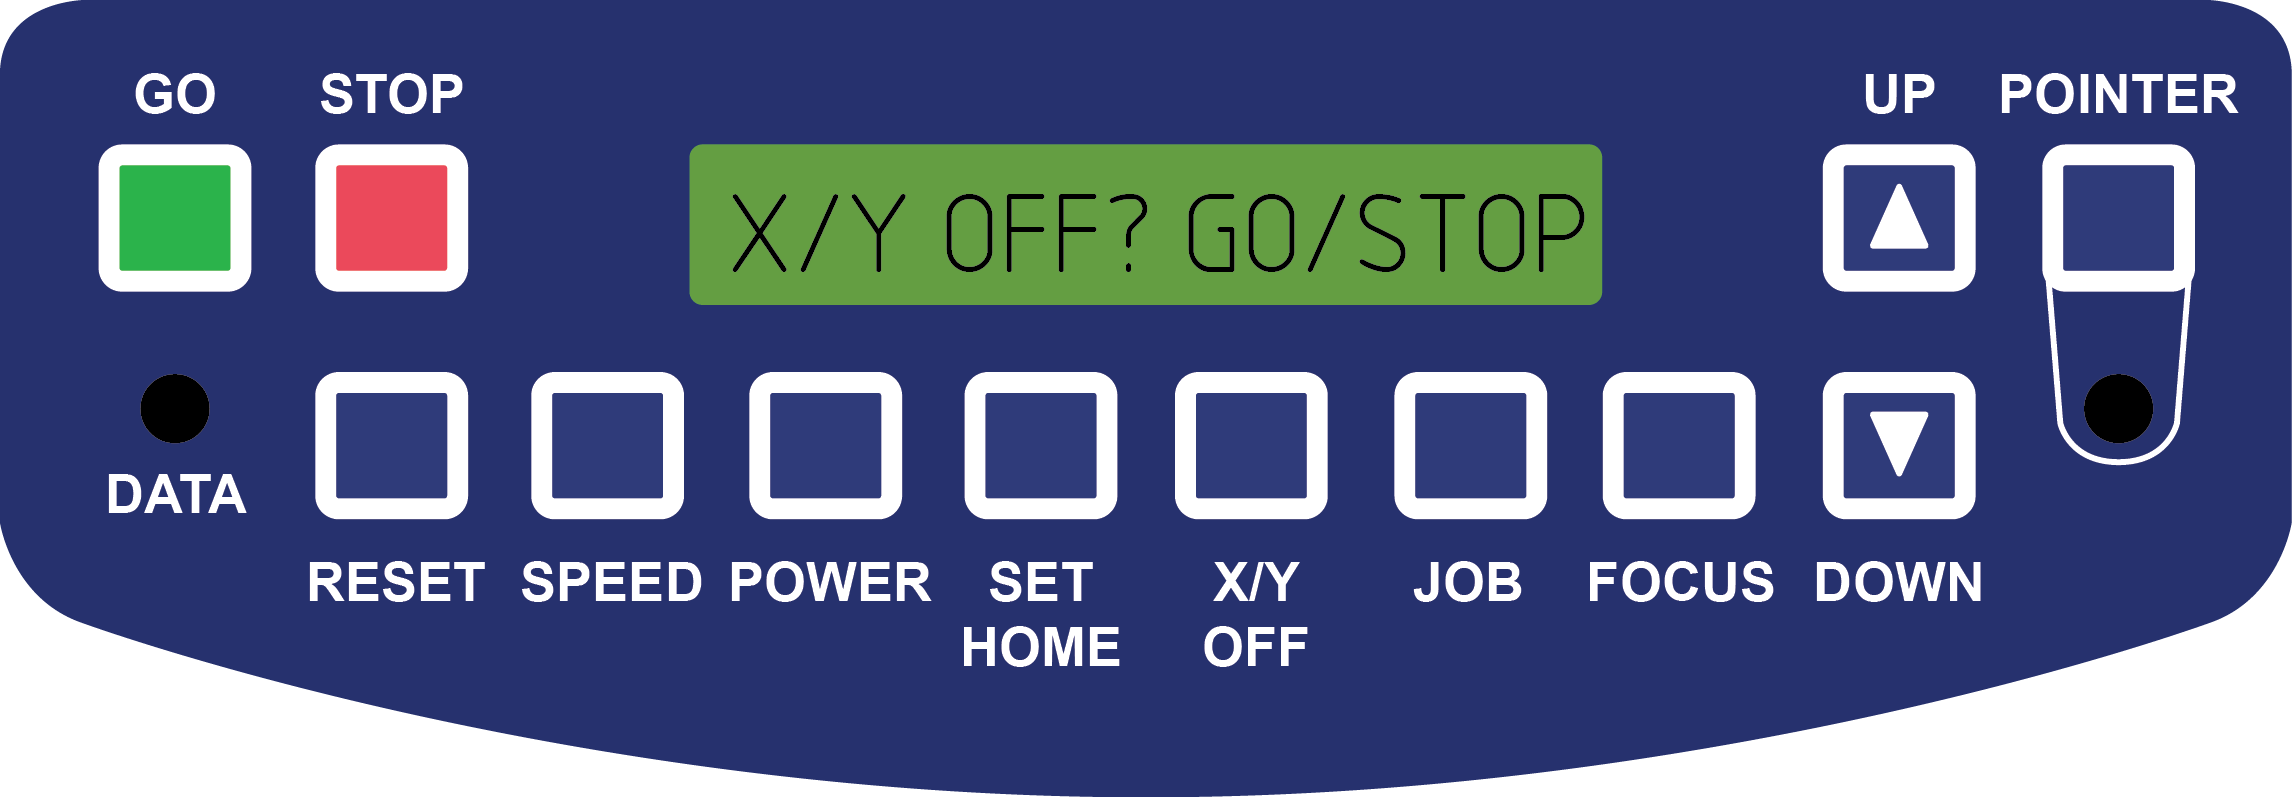 GO STOP UP POINTER
X/Y OFF? GO/STOP
DATA
RESET SPEED POWER SET HOME X/Y OFF JOB FOCUS DOWN